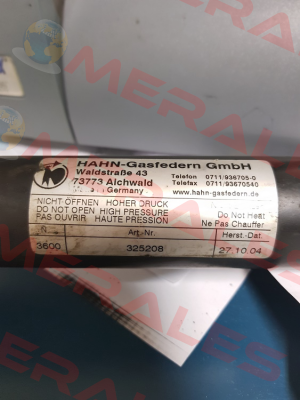 HAHN-Gasfedern GmbH
Waldstraße 43
73773 Aichwald
Germany
Telefon 0711/936705-0
Telefax 0711/93670540
www.hahn-gasfedern.de
NICHT ÖFFNEN HOHER DRUCK
DO NOT OPEN HIGH PRESSURE Do Not Heat
PAS OUVRIR HAUTE PRESSION Ne Pas Chauffer
Art.-Nr. Herst.-Dat.
3600 325208 27.10.04
MERALES